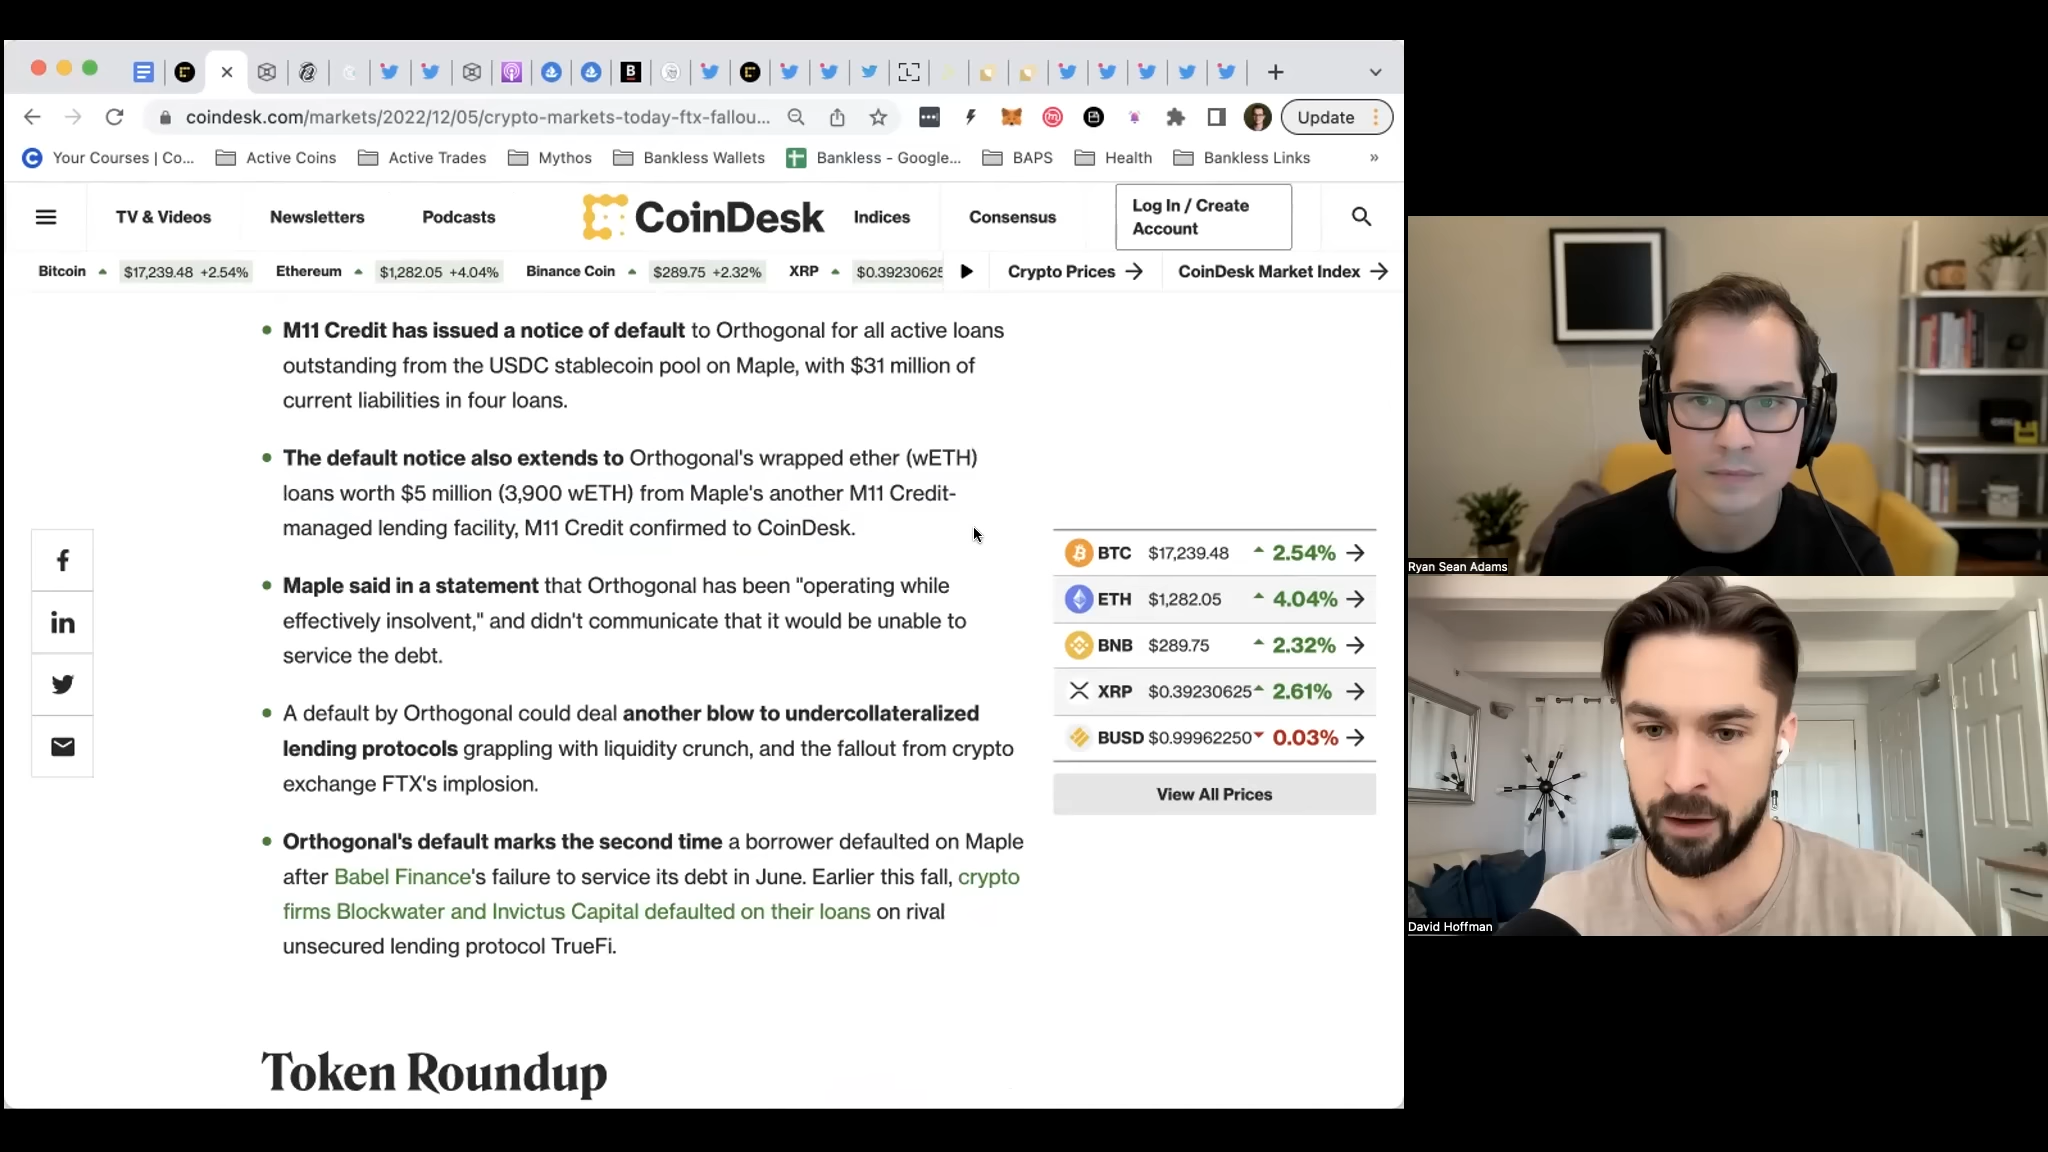 coindesk.com/markets/2022/12/05/crypto-markets-today-ftx-fallou...
Update
Your Courses | Co...
Active Coins
Active Trades
Mythos
Bankless Wallets
Bankless - Google...
BAPS
Health
Bankless Links
»
TV & Videos
Newsletters
Podcasts
CoinDesk
Indices
Consensus
Log In / Create
Account
Bitcoin $17,239.48 +2.54%
Ethereum $1,282.05 +4.04%
Binance Coin $289.75 +2.32%
XRP $0.39230625
Crypto Prices
CoinDesk Market Index
M11 Credit has issued a notice of default to Orthogonal for all active loans
outstanding from the USDC stablecoin pool on Maple, with $31 million of
current liabilities in four loans.
The default notice also extends to Orthogonal's wrapped ether (wETH)
loans worth $5 million (3,900 wETH) from Maple's another M11 Credit-
managed lending facility, M11 Credit confirmed to CoinDesk.
Maple said in a statement that Orthogonal has been "operating while
effectively insolvent," and didn't communicate that it would be unable to
service the debt.
A default by Orthogonal could deal another blow to undercollateralized
lending protocols grappling with liquidity crunch, and the fallout from crypto
exchange FTX's implosion.
Orthogonal's default marks the second time a borrower defaulted on Maple
after Babel Finance's failure to service its debt in June. Earlier this fall, crypto
firms Blockwater and Invictus Capital defaulted on their loans on rival
unsecured lending protocol TrueFi.
Token Roundup
BTC $17,239.48 2.54%
ETH $1,282.05 4.04%
BNB $289.75 2.32%
XRP $0.39230625 2.61%
BUSD $0.99962250 0.03%
View All Prices
Ryan Sean Adams
David Hoffman